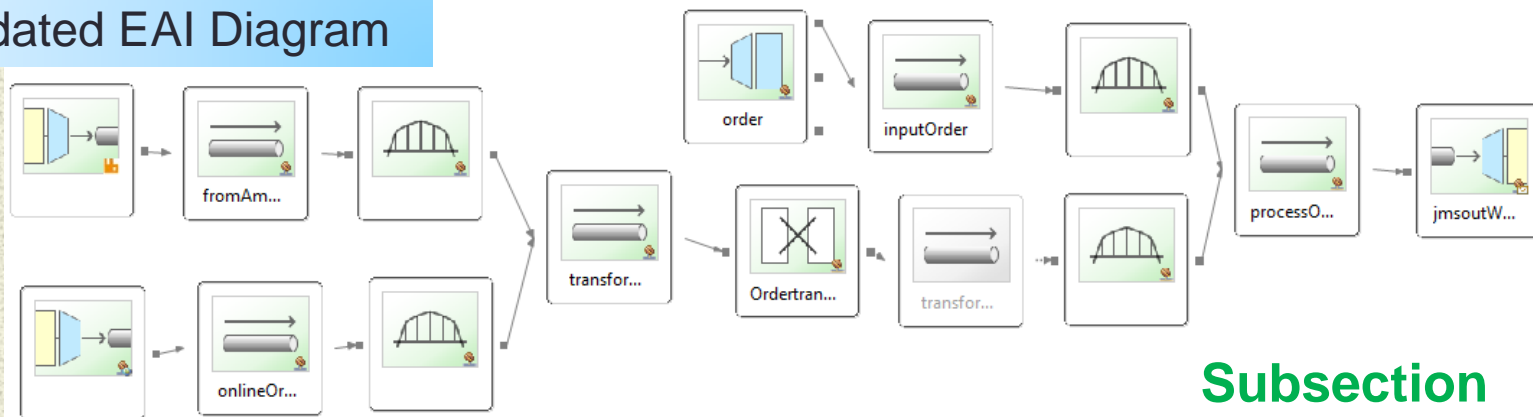 dated EAI Diagram
order
inputOrder
fromAm...
processO...
jmsoutW...
transfor...
Ordertran...
transfor...
onlineOr...
Subsection